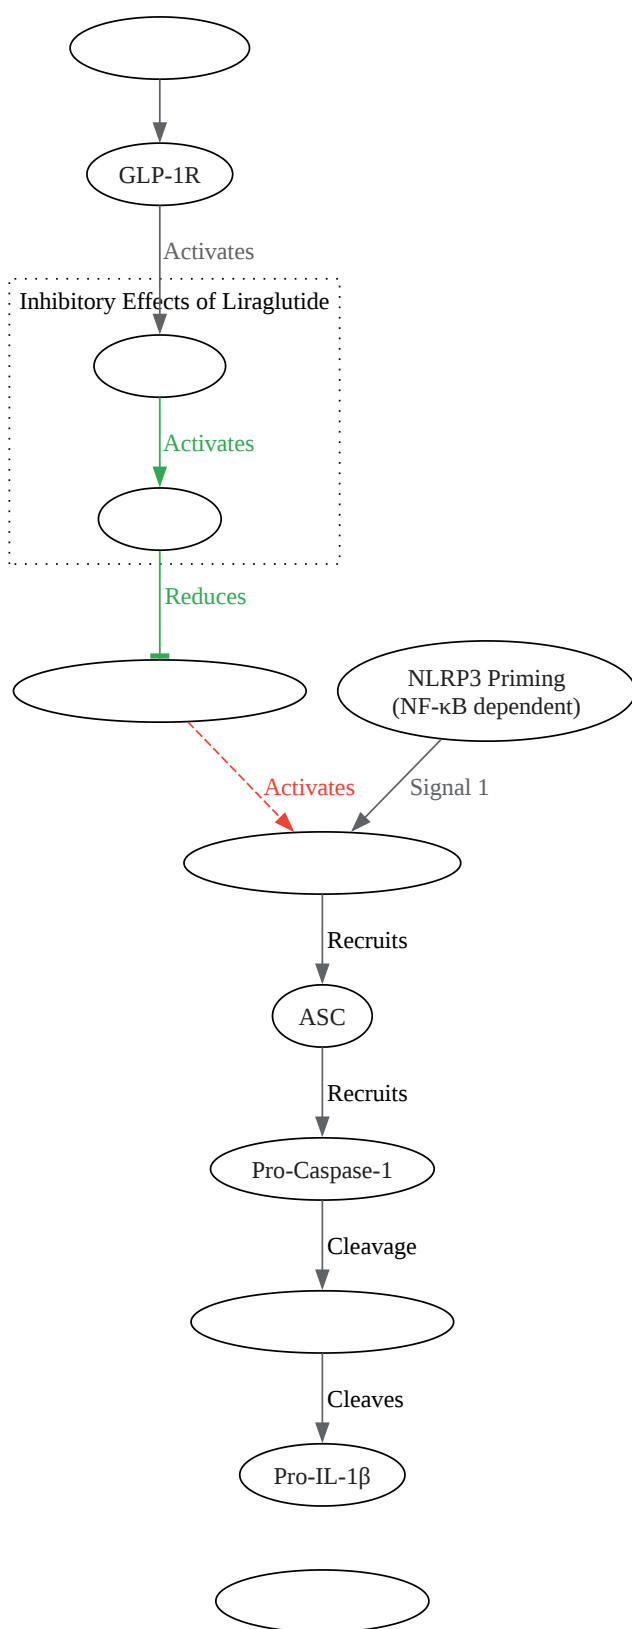 GLP-1R
Activates
Inhibitory Effects of Liraglutide
Activates
Reduces
NLRP3 Priming
(NF-κB dependent)
Activates
Signal 1
Recruits
ASC
Recruits
Pro-Caspase-1
Cleavage
Cleaves
Pro-IL-1β